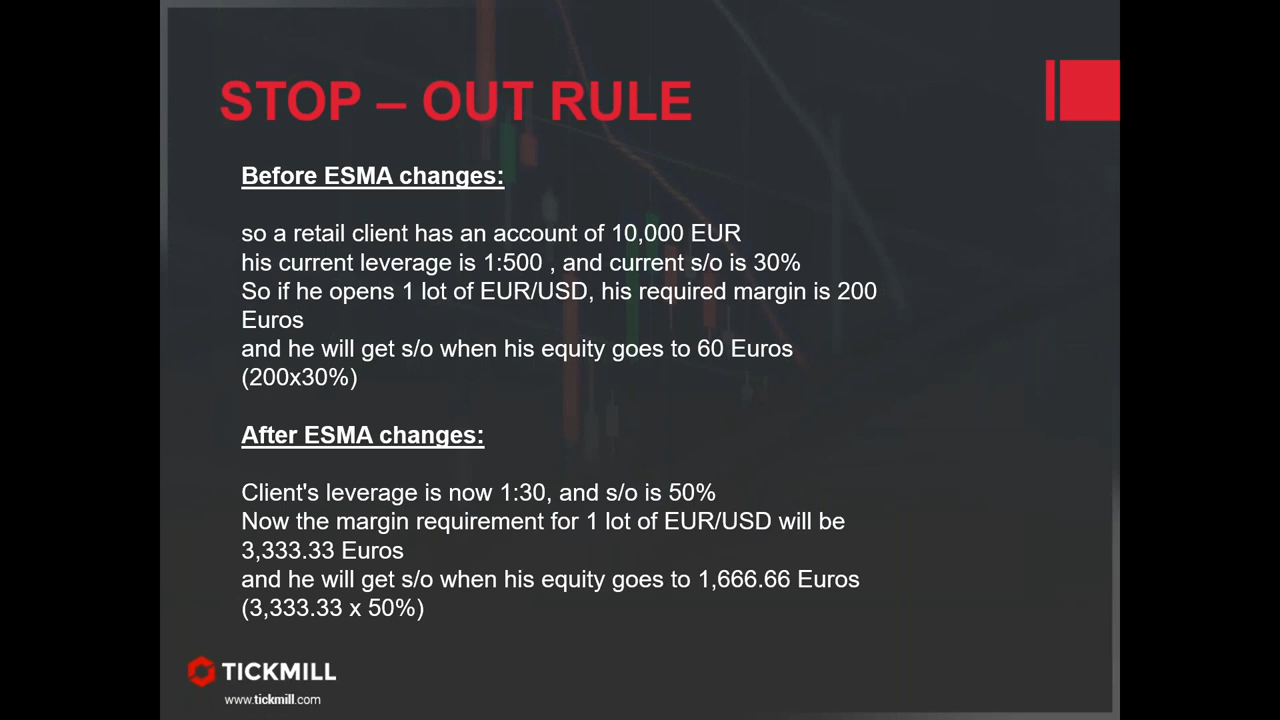 STOP – OUT RULE
Before ESMA changes:
so a retail client has an account of 10,000 EUR
his current leverage is 1:500 , and current s/o is 30%
So if he opens 1 lot of EUR/USD, his required margin is 200
Euros
and he will get s/o when his equity goes to 60 Euros
(200x30%)
After ESMA changes:
Client's leverage is now 1:30, and s/o is 50%
Now the margin requirement for 1 lot of EUR/USD will be
3,333.33 Euros
and he will get s/o when his equity goes to 1,666.66 Euros
(3,333.33 x 50%)
TICKMILL
www.tickmill.com